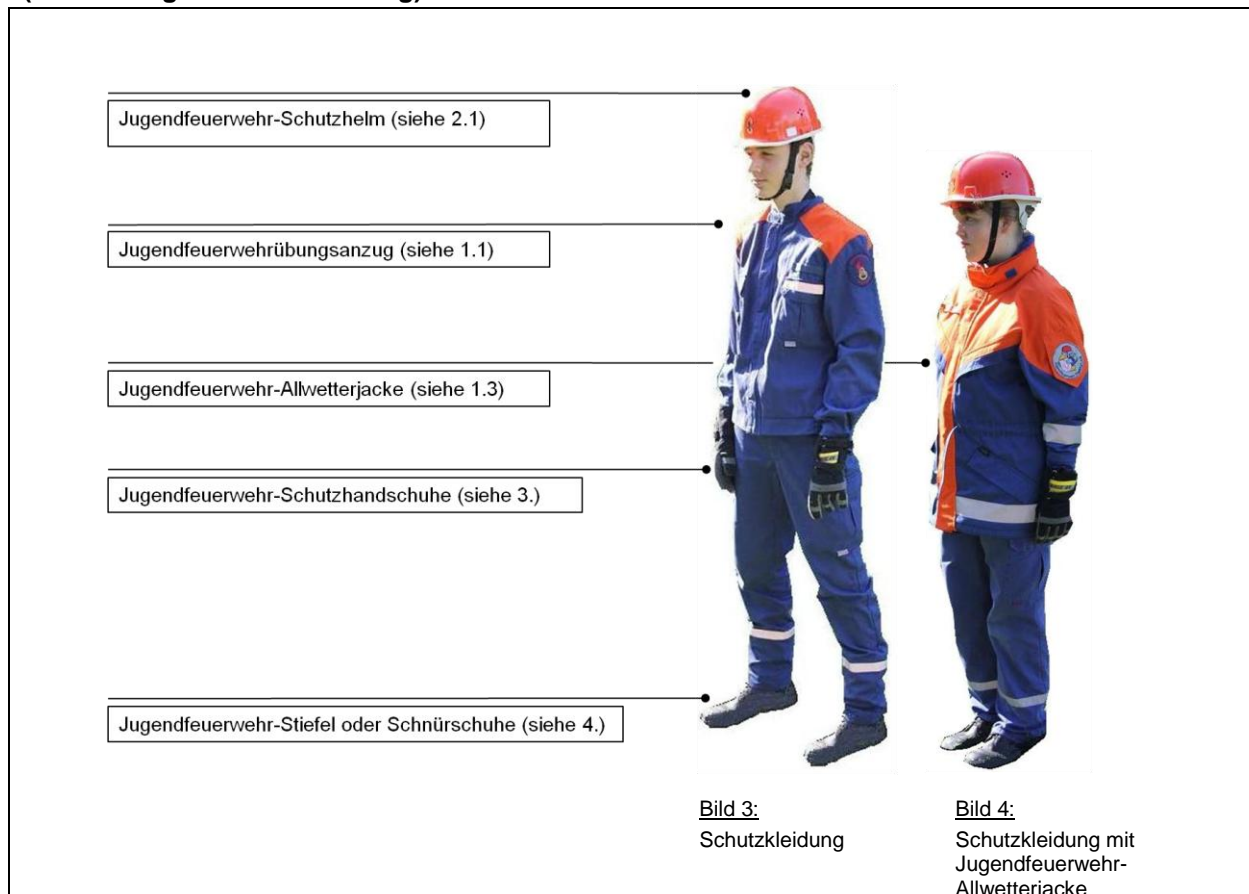 Jugendfeuerwehr-Schutzhelm (siehe 2.1)
Jugendfeuerwehrübungsanzug (siehe 1.1)
Jugendfeuerwehr-Allwetterjacke (siehe 1.3)
Jugendfeuerwehr-Schutzhandschuhe (siehe 3.)
Jugendfeuerwehr-Stiefel oder Schnürschuhe (siehe 4.)
Bild 3:
Schutzkleidung
Bild 4:
Schutzkleidung mit
Jugendfeuerwehr-
Allwetterjacke